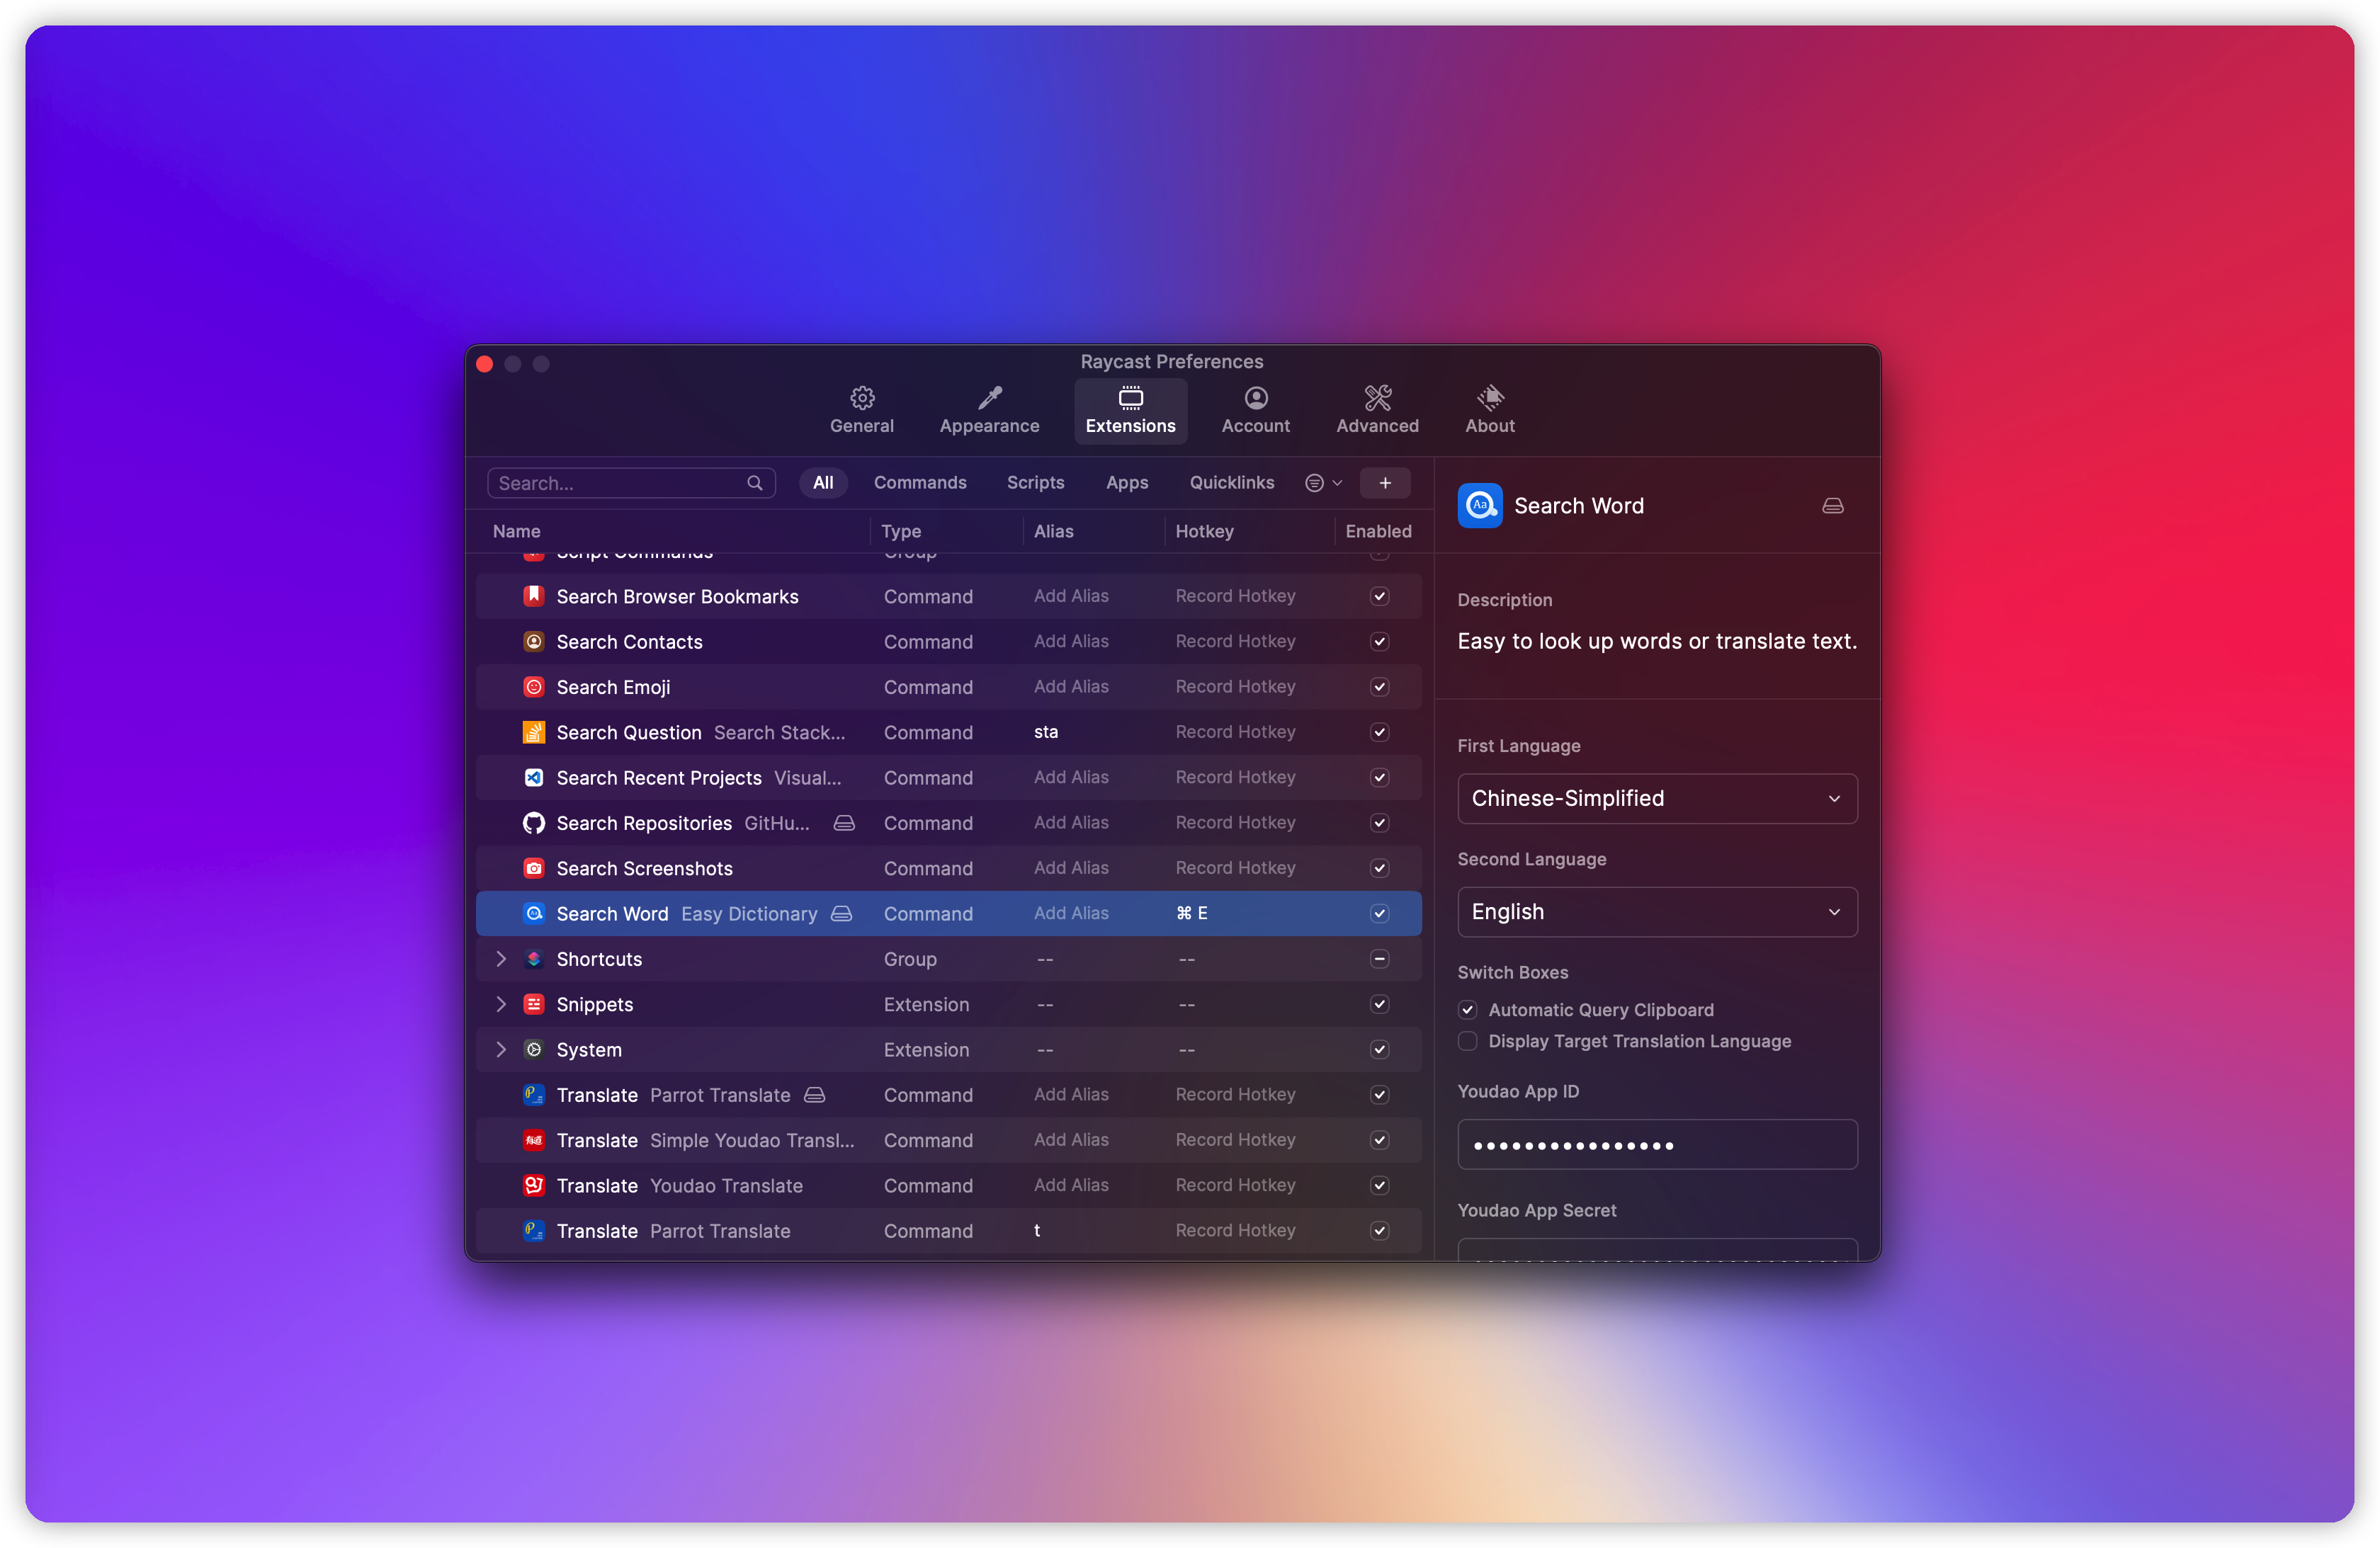 Raycast Preferences
General Appearance Extensions Account Advanced About
Search... All Commands Scripts Apps Quicklinks +
Name Type Alias Hotkey Enabled
Script Commands Group
Search Browser Bookmarks Command Add Alias Record Hotkey
Search Contacts Command Add Alias Record Hotkey
Search Emoji Command Add Alias Record Hotkey
Search Question Search Stack... Command sta Record Hotkey
Search Recent Projects Visual... Command Add Alias Record Hotkey
Search Repositories GitHu... Command Add Alias Record Hotkey
Search Screenshots Command Add Alias Record Hotkey
Search Word Easy Dictionary Command Add Alias ⌘ E
Shortcuts Group -- --
Snippets Extension -- --
System Extension -- --
Translate Parrot Translate Command Add Alias Record Hotkey
Translate Simple Youdao Transl... Command Add Alias Record Hotkey
Translate Youdao Translate Command Add Alias Record Hotkey
Translate Parrot Translate Command t Record Hotkey
Aa Search Word
Description
Easy to look up words or translate text.
First Language
Chinese-Simplified
Second Language
English
Switch Boxes
Automatic Query Clipboard
Display Target Translation Language
Youdao App ID
••••••••••••••••
Youdao App Secret